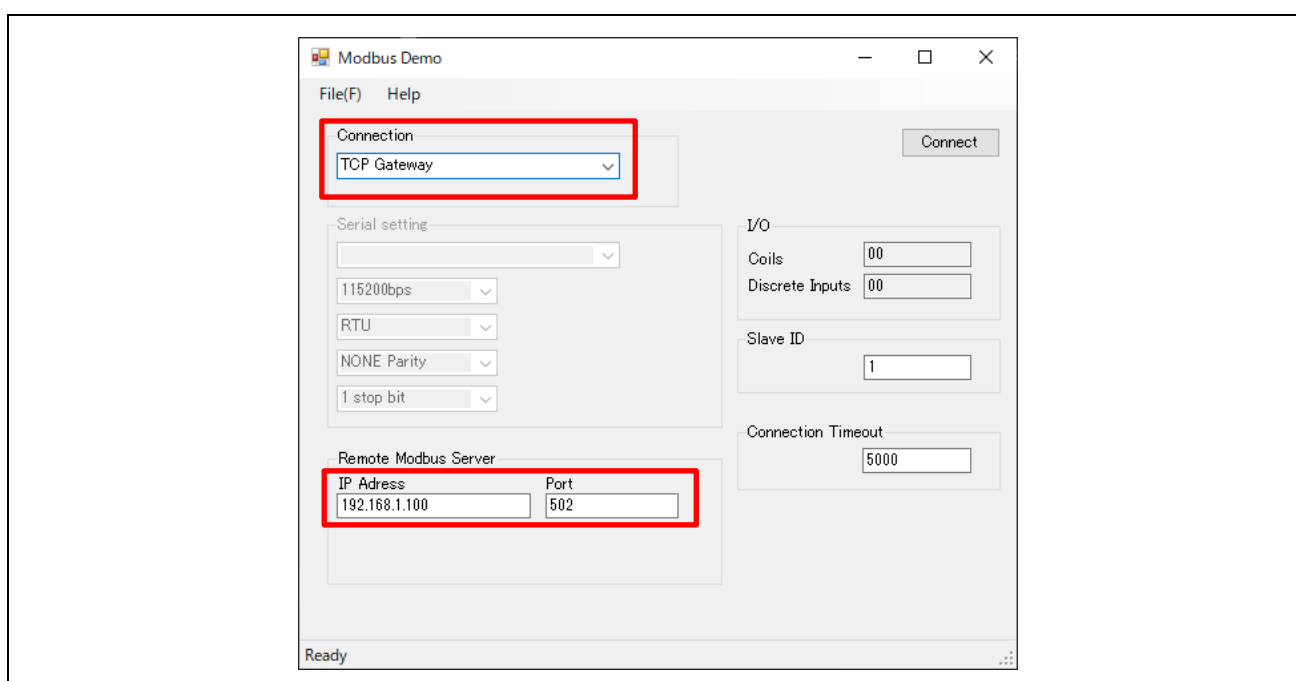 Modbus Demo
File(F) Help
Connection
Connect
TCP Gateway
Serial setting
115200bps
RTU
NONE Parity
1 stop bit
I/O
Coils 00
Discrete Inputs 00
Slave ID
1
Connection Timeout
5000
Remote Modbus Server
IP Adress Port
192.168.1.100 502
Ready